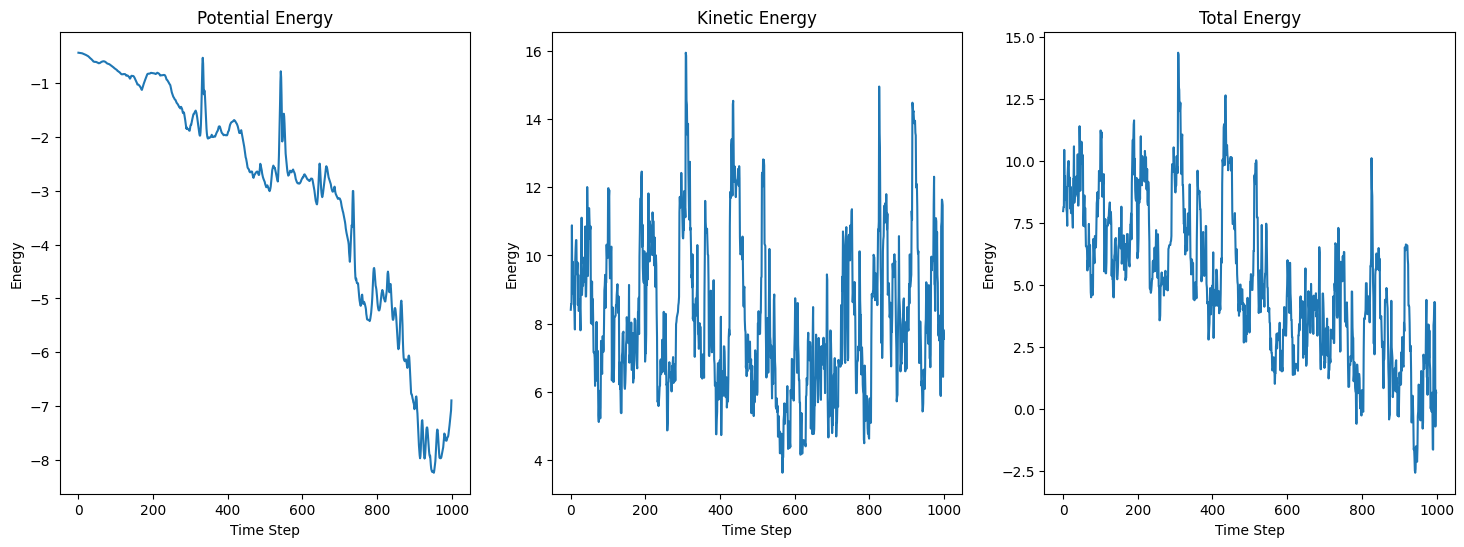 Potential Energy
Energy
−1
−2
−3
−4
−5
−6
−7
−8
0 200 400 600 800 1000
Time Step
Kinetic Energy
Energy
16
14
12
10
8
6
4
0 200 400 600 800 1000
Time Step
Total Energy
Energy
15.0
12.5
10.0
7.5
5.0
2.5
0.0
−2.5
0 200 400 600 800 1000
Time Step